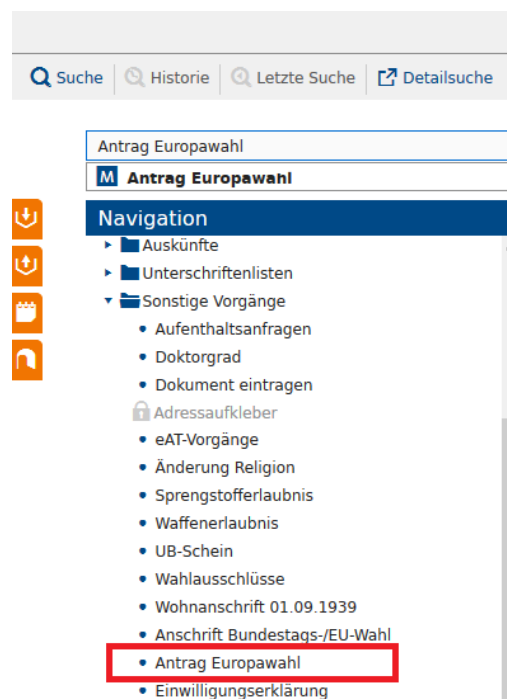 Suche Historie Letzte Suche Detailsuche
Antrag Europawahl
M Antrag Europawahl
Navigation
Auskünfte
Unterschriftenlisten
Sonstige Vorgänge
Aufenthaltsanfragen
Doktorgrad
Dokument eintragen
Adressaufkleber
eAT-Vorgänge
Änderung Religion
Sprengstofferlaubnis
Waffenerlaubnis
UB-Schein
Wahlausschlüsse
Wohnanschrift 01.09.1939
Anschrift Bundestags-/EU-Wahl
Antrag Europawahl
Einwilligungserklärung